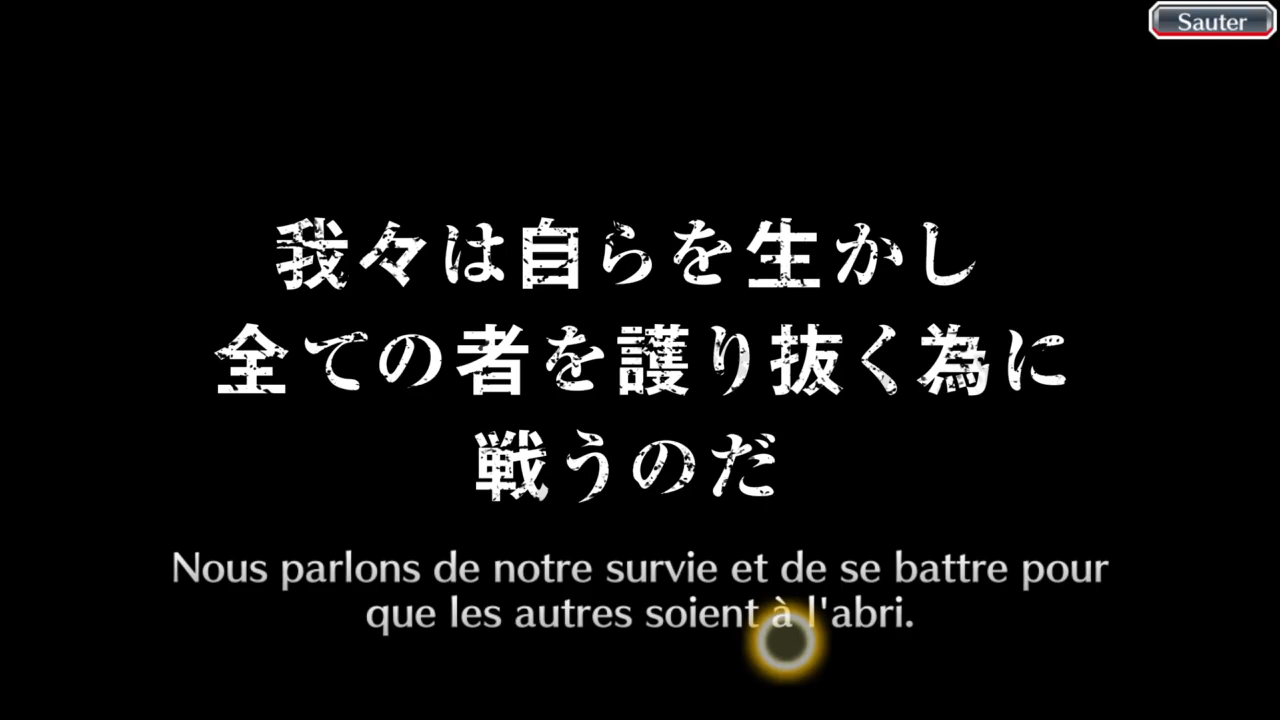 Sauter
我々は自らを生かし
全ての者を護り抜く為に
戦うのだ
Nous parlons de notre survie et de se battre pour
que les autres soient à l'abri.